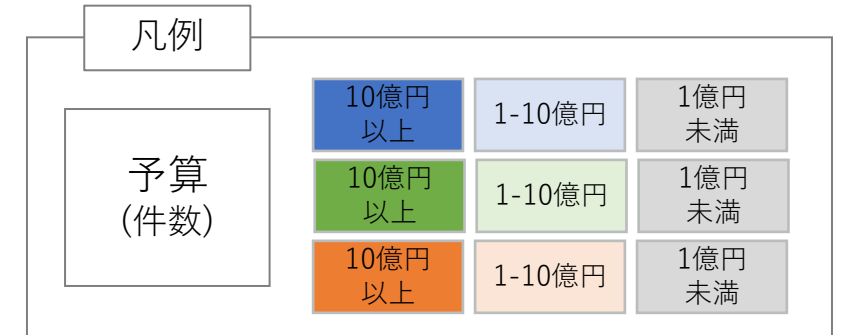 凡例
予算
(件数)
10億円
以上
1-10億円
1億円
未満
10億円
以上
1-10億円
1億円
未満
10億円
以上
1-10億円
1億円
未満